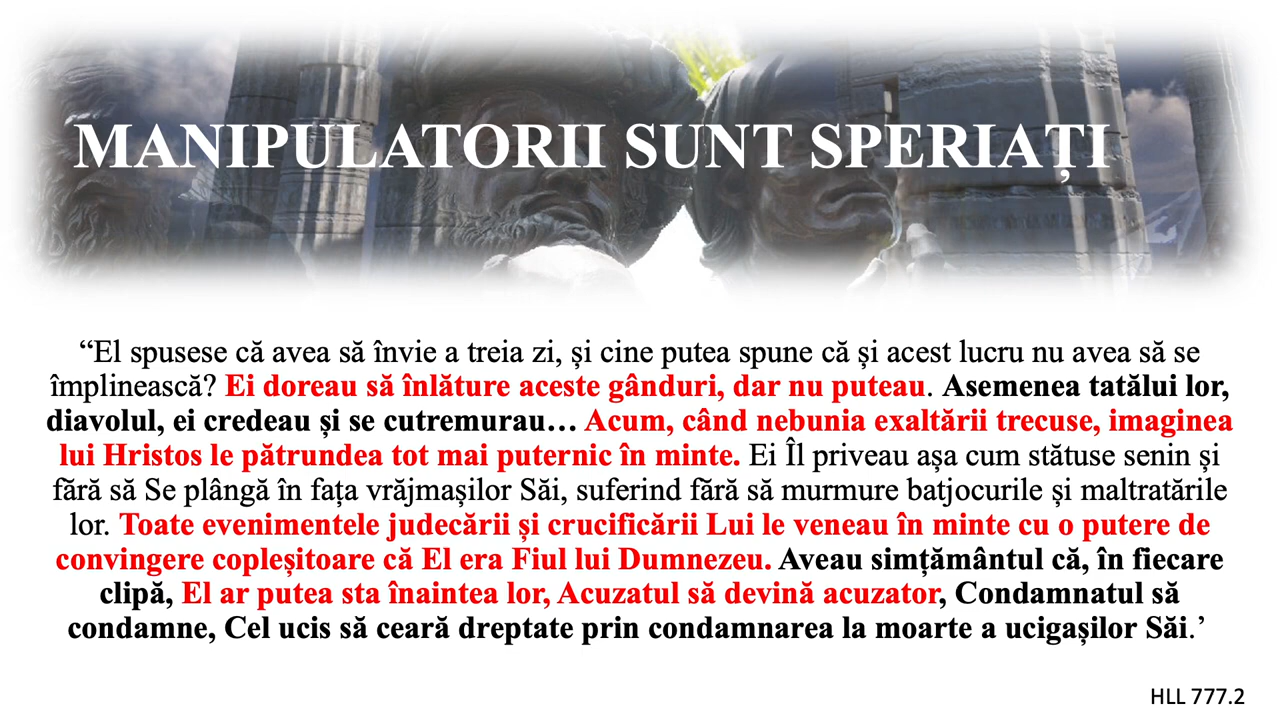 MANIPULATORII SUNT SPERIAȚI
“El spusese că avea să învie a treia zi, și cine putea spune că și acest lucru nu avea să se
împlinească? Ei doreau să înlăture aceste gânduri, dar nu puteau. Asemenea tatălui lor,
diavolul, ei credeau și se cutremurau… Acum, când nebunia exaltării trecuse, imaginea
lui Hristos le pătrundea tot mai puternic în minte. Ei Îl priveau așa cum stătuse senin și
fără să Se plângă în fața vrăjmașilor Săi, suferind fără să murmure batjocurile și maltratările
lor. Toate evenimentele judecării și crucificării Lui le veneau în minte cu o putere de
convingere copleșitoare că El era Fiul lui Dumnezeu. Aveau simțământul că, în fiecare
clipă, El ar putea sta înaintea lor, Acuzatul să devină acuzator, Condamnatul să
condamne, Cel ucis să ceară dreptate prin condamnarea la moarte a ucigașilor Săi.’
HLL 777.2